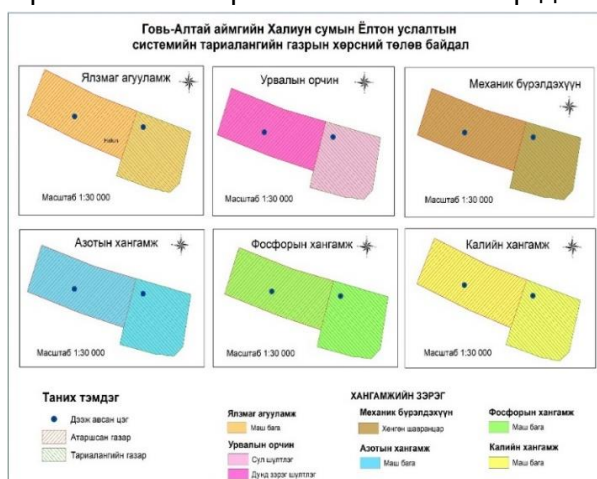 Говь-Алтай аймгийн Халиун сумын Ёлтон услалтын
системийн тариалангийн газрын хөрсний төлөв байдал
Ялзмаг агууламж
Урвалын орчин
Механик бүрэлдэхүүн
Масштаб 1:30 000
Масштаб 1:30 000
Масштаб 1:30 000
Азотын хангамж
Фосфорын хангамж
Калийн хангамж
Масштаб 1:30 000
Масштаб 1:30 000
Масштаб 1:30 000
Таних тэмдэг
Дээж авсан цэг
Атаршсан газар
Тариалангийн газар
ХАНГАМЖИЙН ЗЭРЭГ
Ялзмаг агууламж
Маш бага
Урвалын орчин
Сул шүлтлэг
Дунд зэрэг шүлтлэг
Механик бүрэлдэхүүн
Хөнгөн шавранцар
Азотын хангамж
Маш бага
Фосфорын хангамж
Маш бага
Калийн хангамж
Маш бага